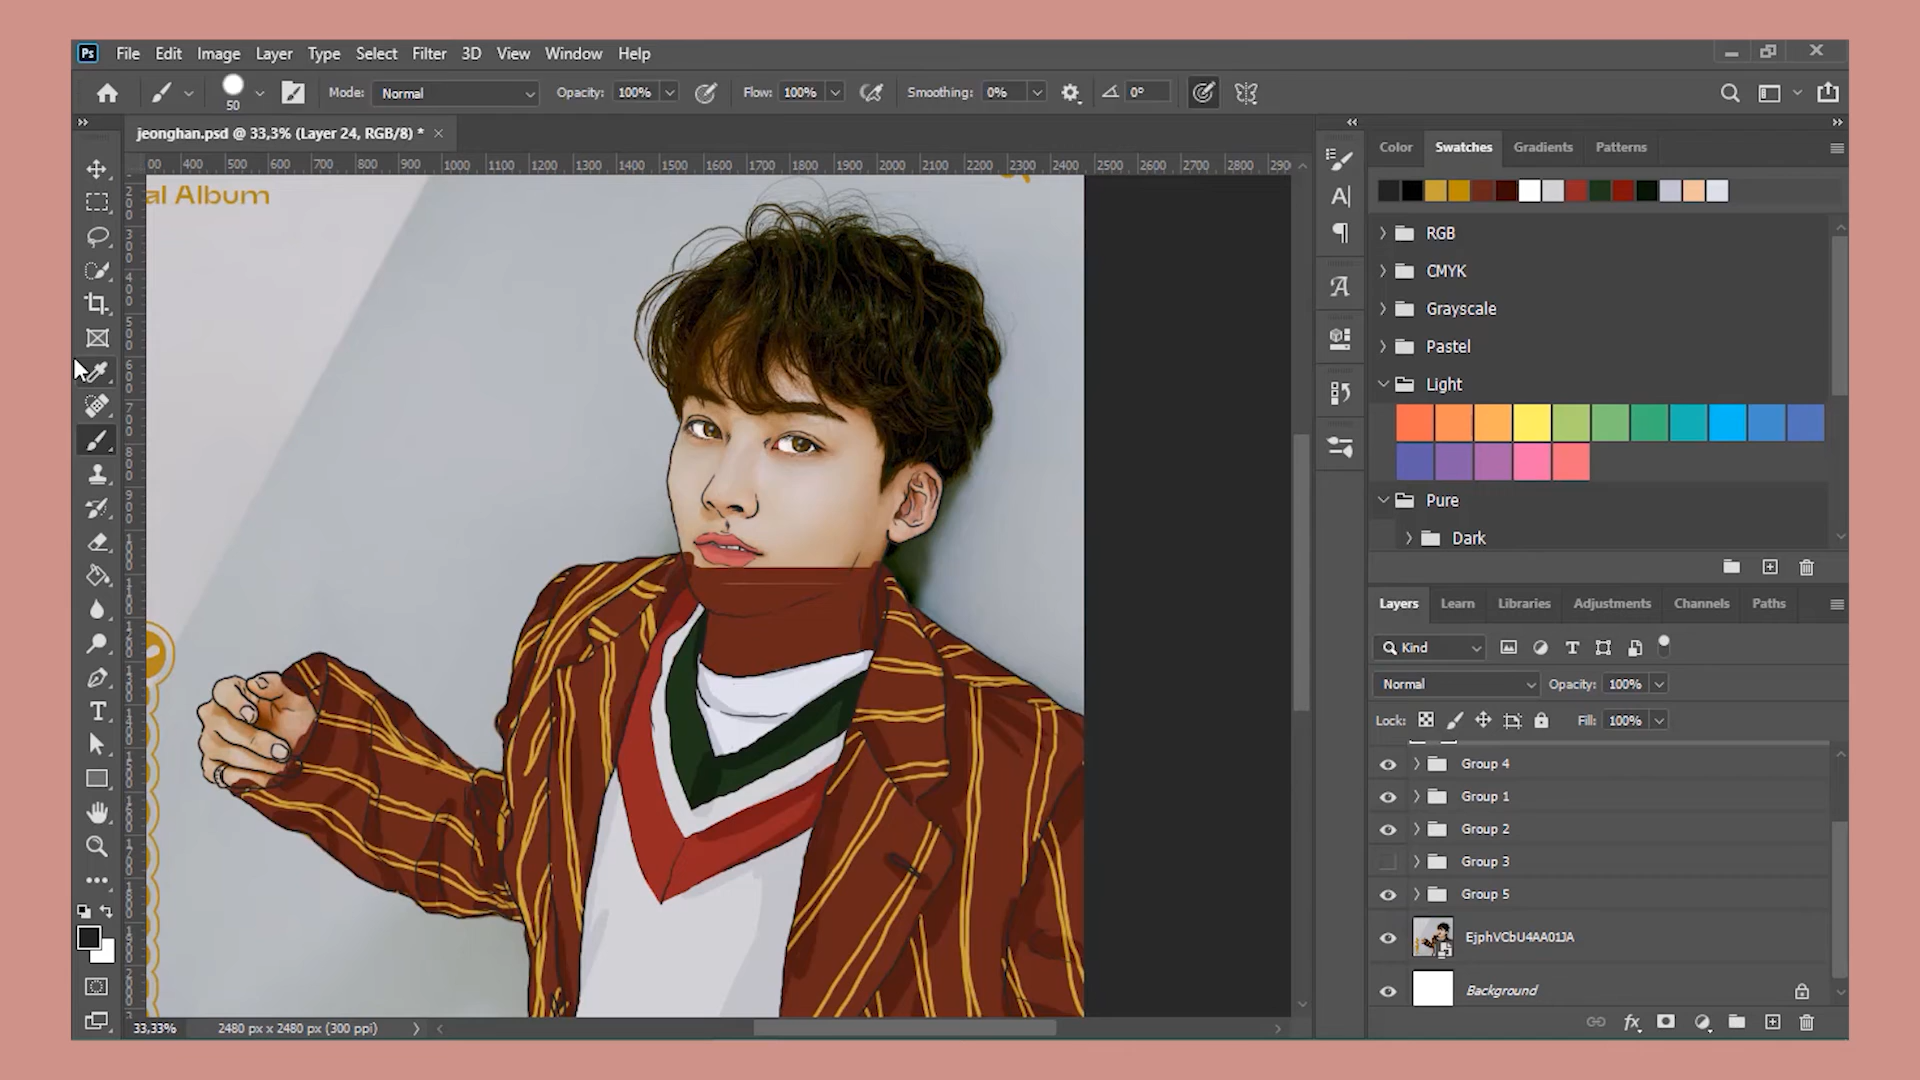 Ps File Edit Image Layer Type Select Filter 3D View Window Help
50 Mode: Normal Opacity: 100% Flow: 100% Smoothing: 0% 0°
jeonghan.psd @ 33,3% (Layer 24, RGB/8) * ×
00 400 500 600 700 800 900 1000 1100 1200 1300 1400 1500 1600 1700 1800 1900 2000 2100 2200 2300 2400 2500 2600 2700 2800 290
al Album
Color Swatches Gradients Patterns
RGB
CMYK
Grayscale
Pastel
Light
Pure
Dark
Layers Learn Libraries Adjustments Channels Paths
Kind
Normal Opacity: 100%
Lock: Fill: 100%
Group 4
Group 1
Group 2
Group 3
Group 5
EjphVCbU4AA01JA
Background
33,33% 2480 px x 2480 px (300 ppi)